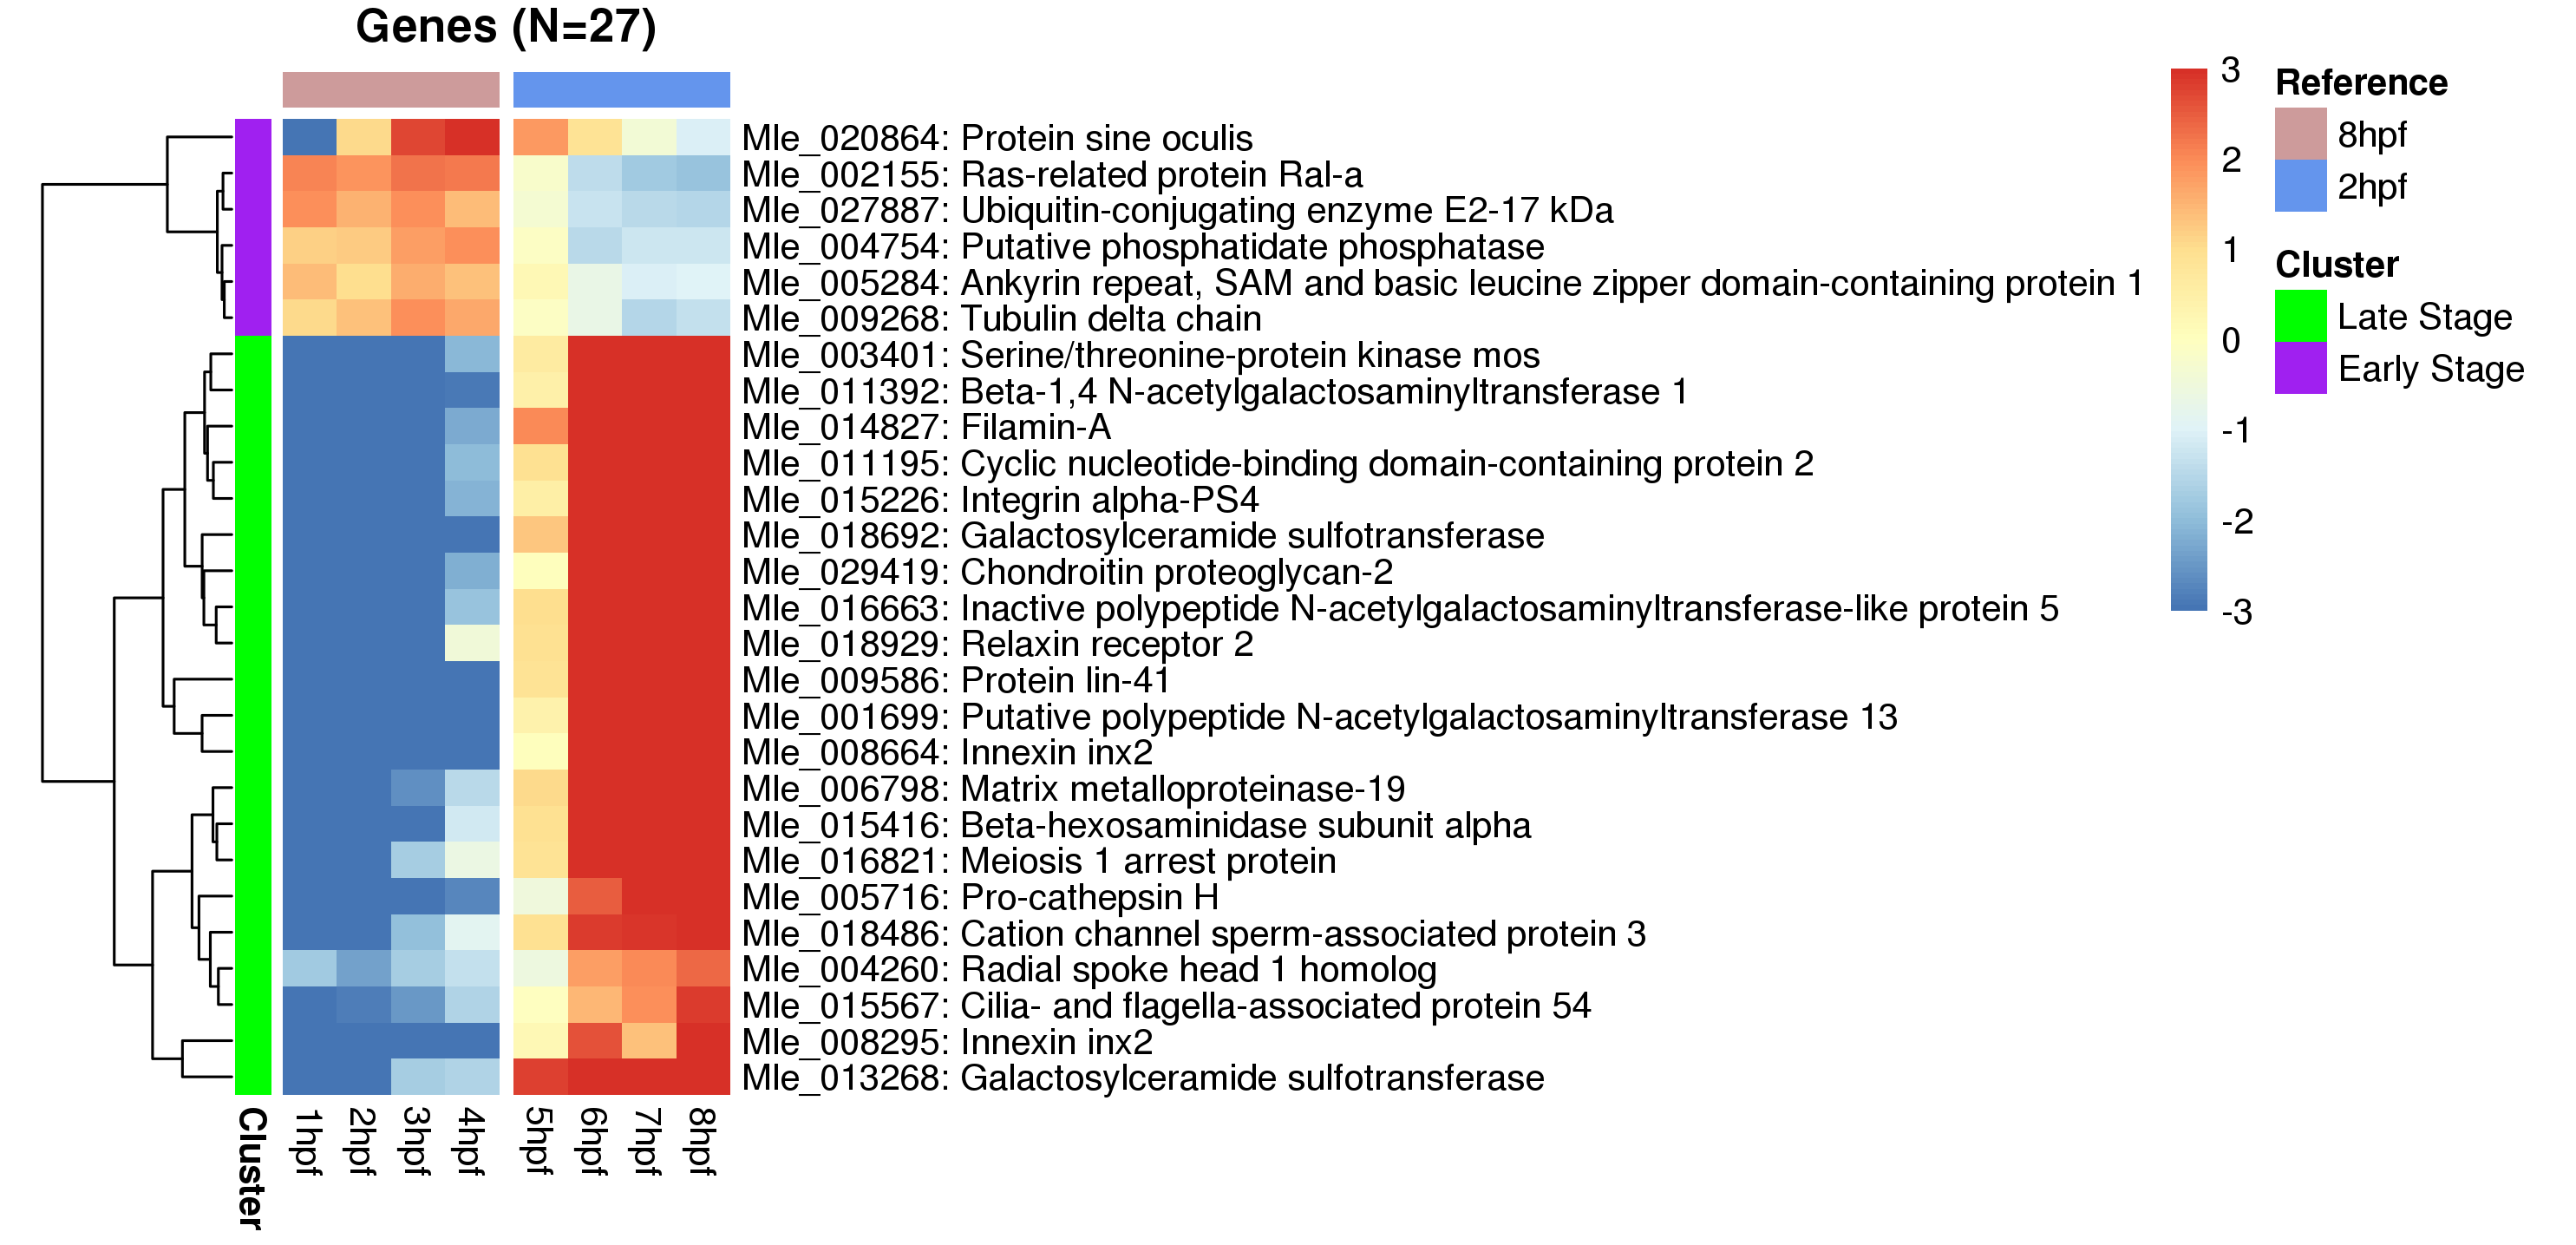 Genes (N=27)
Mle_020864: Protein sine oculis
Mle_002155: Ras-related protein Ral-a
Mle_027887: Ubiquitin-conjugating enzyme E2-17 kDa
Mle_004754: Putative phosphatidate phosphatase
Mle_005284: Ankyrin repeat, SAM and basic leucine zipper domain-containing protein 1
Mle_009268: Tubulin delta chain
Mle_003401: Serine/threonine-protein kinase mos
Mle_011392: Beta-1,4 N-acetylgalactosaminyltransferase 1
Mle_014827: Filamin-A
Mle_011195: Cyclic nucleotide-binding domain-containing protein 2
Mle_015226: Integrin alpha-PS4
Mle_018692: Galactosylceramide sulfotransferase
Mle_029419: Chondroitin proteoglycan-2
Mle_016663: Inactive polypeptide N-acetylgalactosaminyltransferase-like protein 5
Mle_018929: Relaxin receptor 2
Mle_009586: Protein lin-41
Mle_001699: Putative polypeptide N-acetylgalactosaminyltransferase 13
Mle_008664: Innexin inx2
Mle_006798: Matrix metalloproteinase-19
Mle_015416: Beta-hexosaminidase subunit alpha
Mle_016821: Meiosis 1 arrest protein
Mle_005716: Pro-cathepsin H
Mle_018486: Cation channel sperm-associated protein 3
Mle_004260: Radial spoke head 1 homolog
Mle_015567: Cilia- and flagella-associated protein 54
Mle_008295: Innexin inx2
Mle_013268: Galactosylceramide sulfotransferase
Cluster
1hpf
2hpf
3hpf
4hpf
5hpf
6hpf
7hpf
8hpf
3
2
1
0
-1
-2
-3
Reference
8hpf
2hpf
Cluster
Late Stage
Early Stage